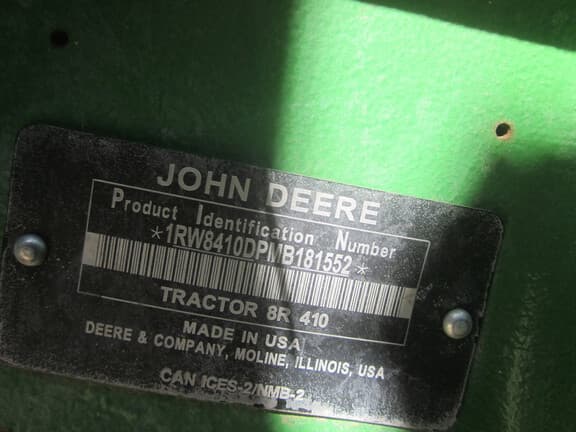 JOHN DEERE
Product Identification Number
*1RW8410DPMB181552*
TRACTOR 8R 410
MADE IN USA
DEERE & COMPANY, MOLINE, ILLINOIS, USA
CAN ICES-2/NMB-2